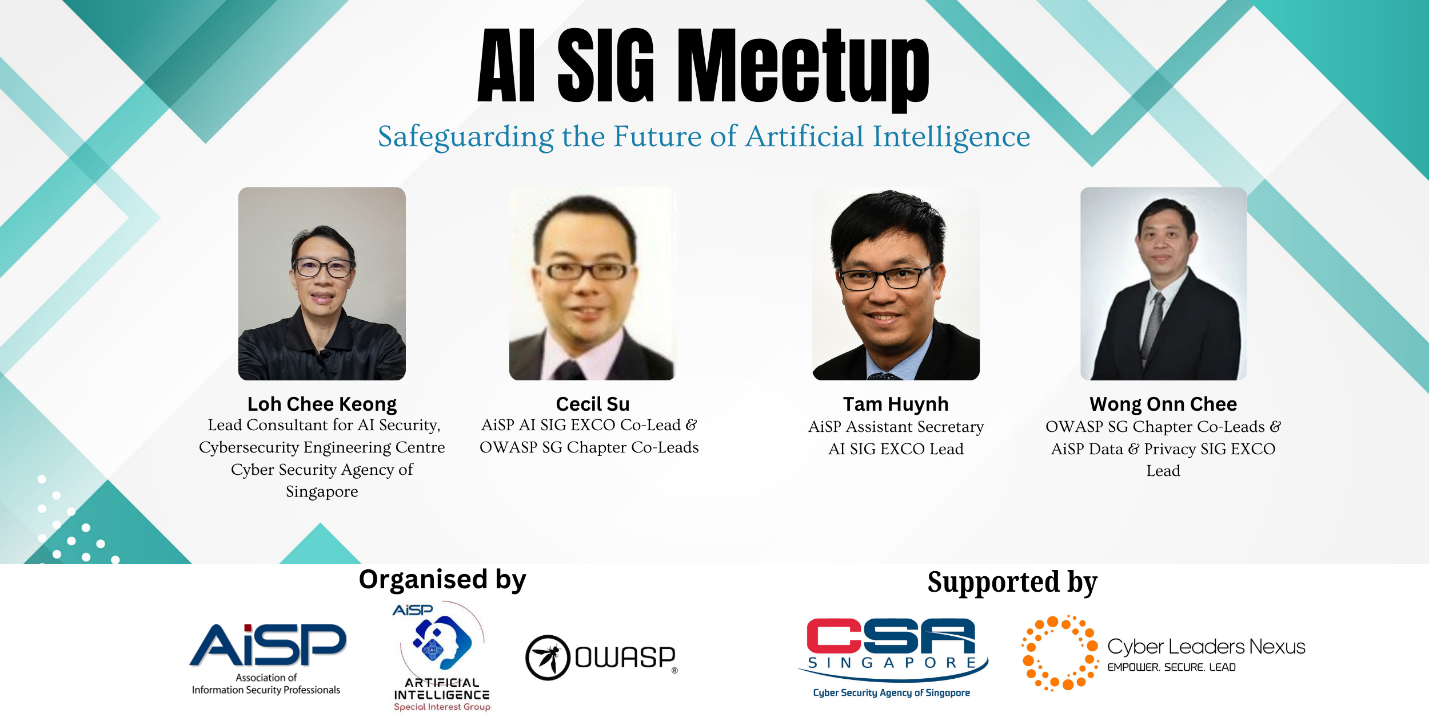 AI SIG Meetup
Safeguarding the Future of Artificial Intelligence
Loh Chee Keong
Lead Consultant for AI Security,
Cybersecurity Engineering Centre
Cyber Security Agency of
Singapore
Cecil Su
AiSP AI SIG EXCO Co-Lead &
OWASP SG Chapter Co-Leads
Tam Huynh
AiSP Assistant Secretary
AI SIG EXCO Lead
Wong Onn Chee
OWASP SG Chapter Co-Leads &
AiSP Data & Privacy SIG EXCO
Lead
Organised by
AiSP
Association of
Information Security Professionals
AiSP
ARTIFICIAL
INTELLIGENCE
Special Interest Group
OWASP®
Supported by
CSA
SINGAPORE
Cyber Security Agency of Singapore
Cyber Leaders Nexus
EMPOWER. SECURE. LEAD